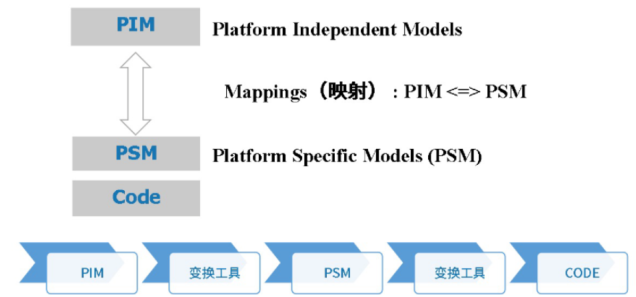 PIM Platform Independent Models
Mappings（映射）: PIM <=> PSM
PSM Platform Specific Models (PSM)
Code
PIM 变换工具 PSM 变换工具 CODE